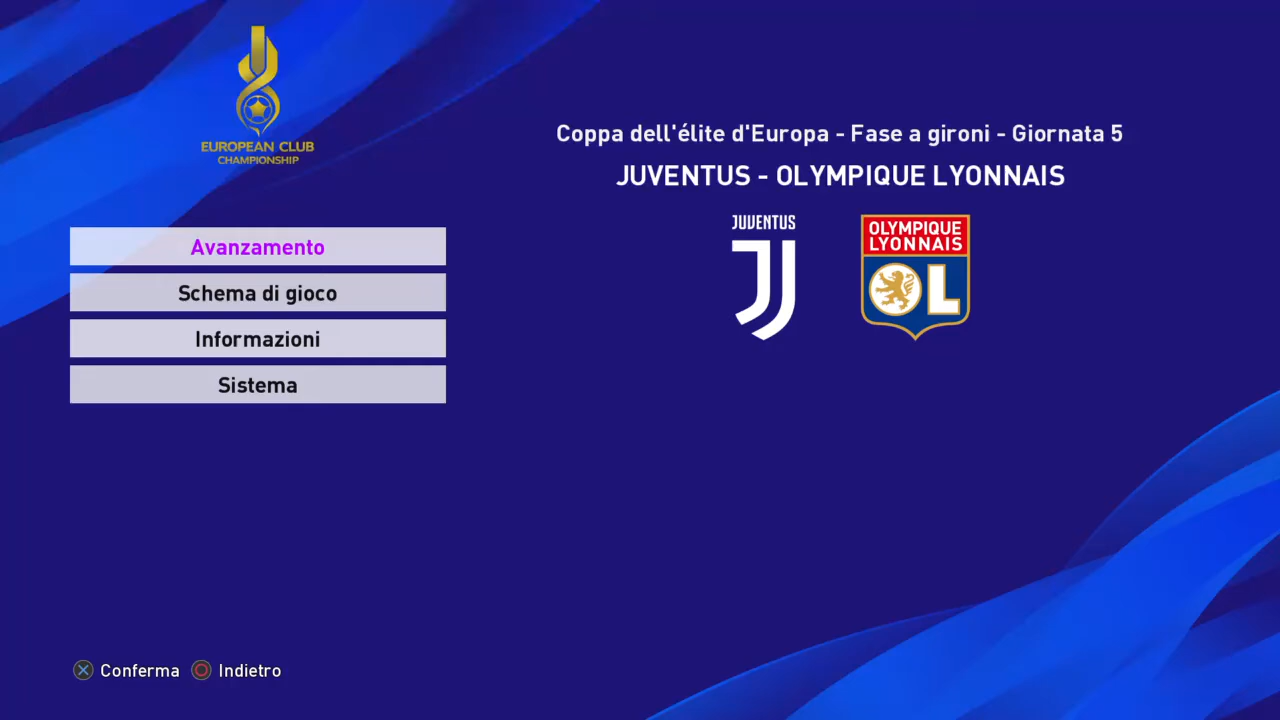 EUROPEAN CLUB
CHAMPIONSHIP
Coppa dell'élite d'Europa - Fase a gironi - Giornata 5
JUVENTUS - OLYMPIQUE LYONNAIS
JUVENTUS
OLYMPIQUE
LYONNAIS
OL
Avanzamento
Schema di gioco
Informazioni
Sistema
Conferma Indietro